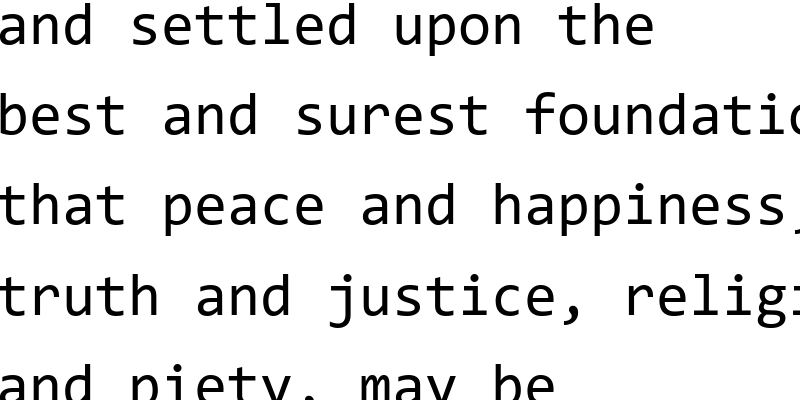 and settled upon the
best and surest foundatio
that peace and happiness,
truth and justice, religi
and piety, may be